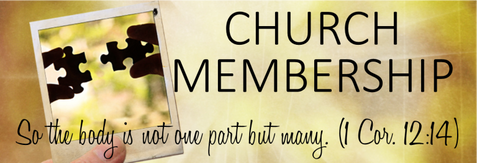 CHURCH
MEMBERSHIP
So the body is not one part but many. (1 Cor. 12:14)